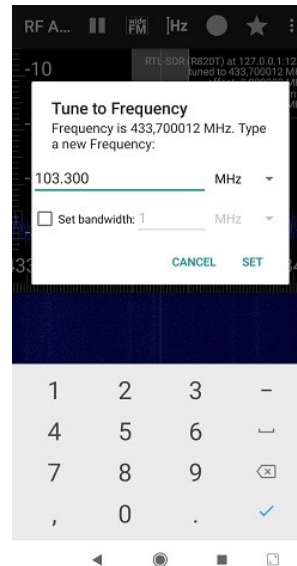 RF A...
wide
FM
Hz
-10
RTL-SDR (R820T) at 127.0.0.1:12
tuned to 433,700012 M
Tune to Frequency
Frequency is 433,700012 MHz. Type
a new Frequency:
103.300 MHz
Set bandwidth: 1 MHz
CANCEL SET
1 2 3 -
4 5 6
7 8 9
, 0 .